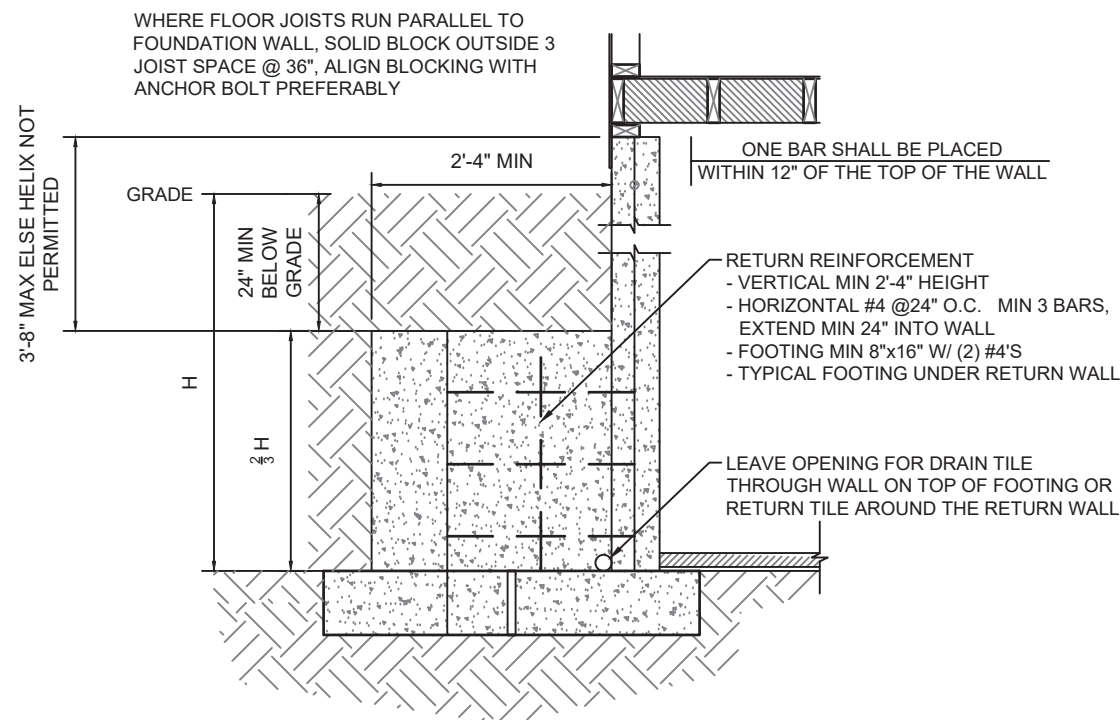 WHERE FLOOR JOISTS RUN PARALLEL TO
FOUNDATION WALL, SOLID BLOCK OUTSIDE 3
JOIST SPACE @ 36", ALIGN BLOCKING WITH
ANCHOR BOLT PREFERABLY
3'-8" MAX ELSE HELIX NOT
PERMITTED
2'-4" MIN
ONE BAR SHALL BE PLACED
WITHIN 12" OF THE TOP OF THE WALL
GRADE
24" MIN
BELOW
GRADE
RETURN REINFORCEMENT
- VERTICAL MIN 2'-4" HEIGHT
- HORIZONTAL #4 @24" O.C. MIN 3 BARS,
EXTEND MIN 24" INTO WALL
- FOOTING MIN 8"x16" W/ (2) #4'S
- TYPICAL FOOTING UNDER RETURN WALL
H
2/3 H
LEAVE OPENING FOR DRAIN TILE
THROUGH WALL ON TOP OF FOOTING OR
RETURN TILE AROUND THE RETURN WALL